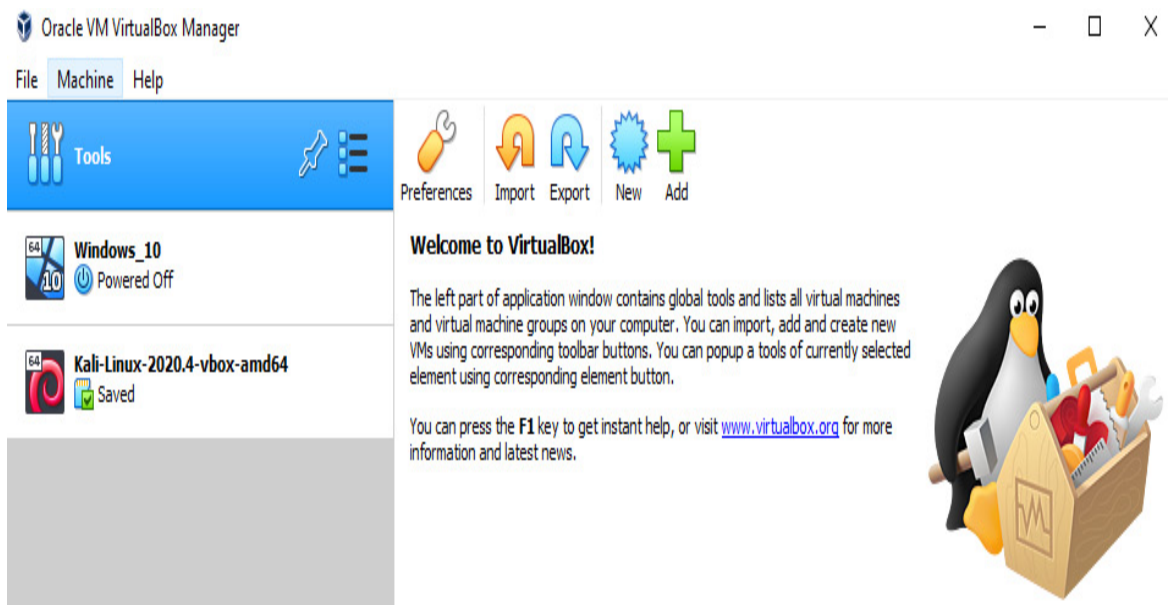 Oracle VM VirtualBox Manager
File Machine Help
Tools
Preferences Import Export New Add
64
10
Windows_10
Powered Off
64
Kali-Linux-2020.4-vbox-amd64
Saved
Welcome to VirtualBox!
The left part of application window contains global tools and lists all virtual machines
and virtual machine groups on your computer. You can import, add and create new
VMs using corresponding toolbar buttons. You can popup a tools of currently selected
element using corresponding element button.
You can press the F1 key to get instant help, or visit www.virtualbox.org for more
information and latest news.